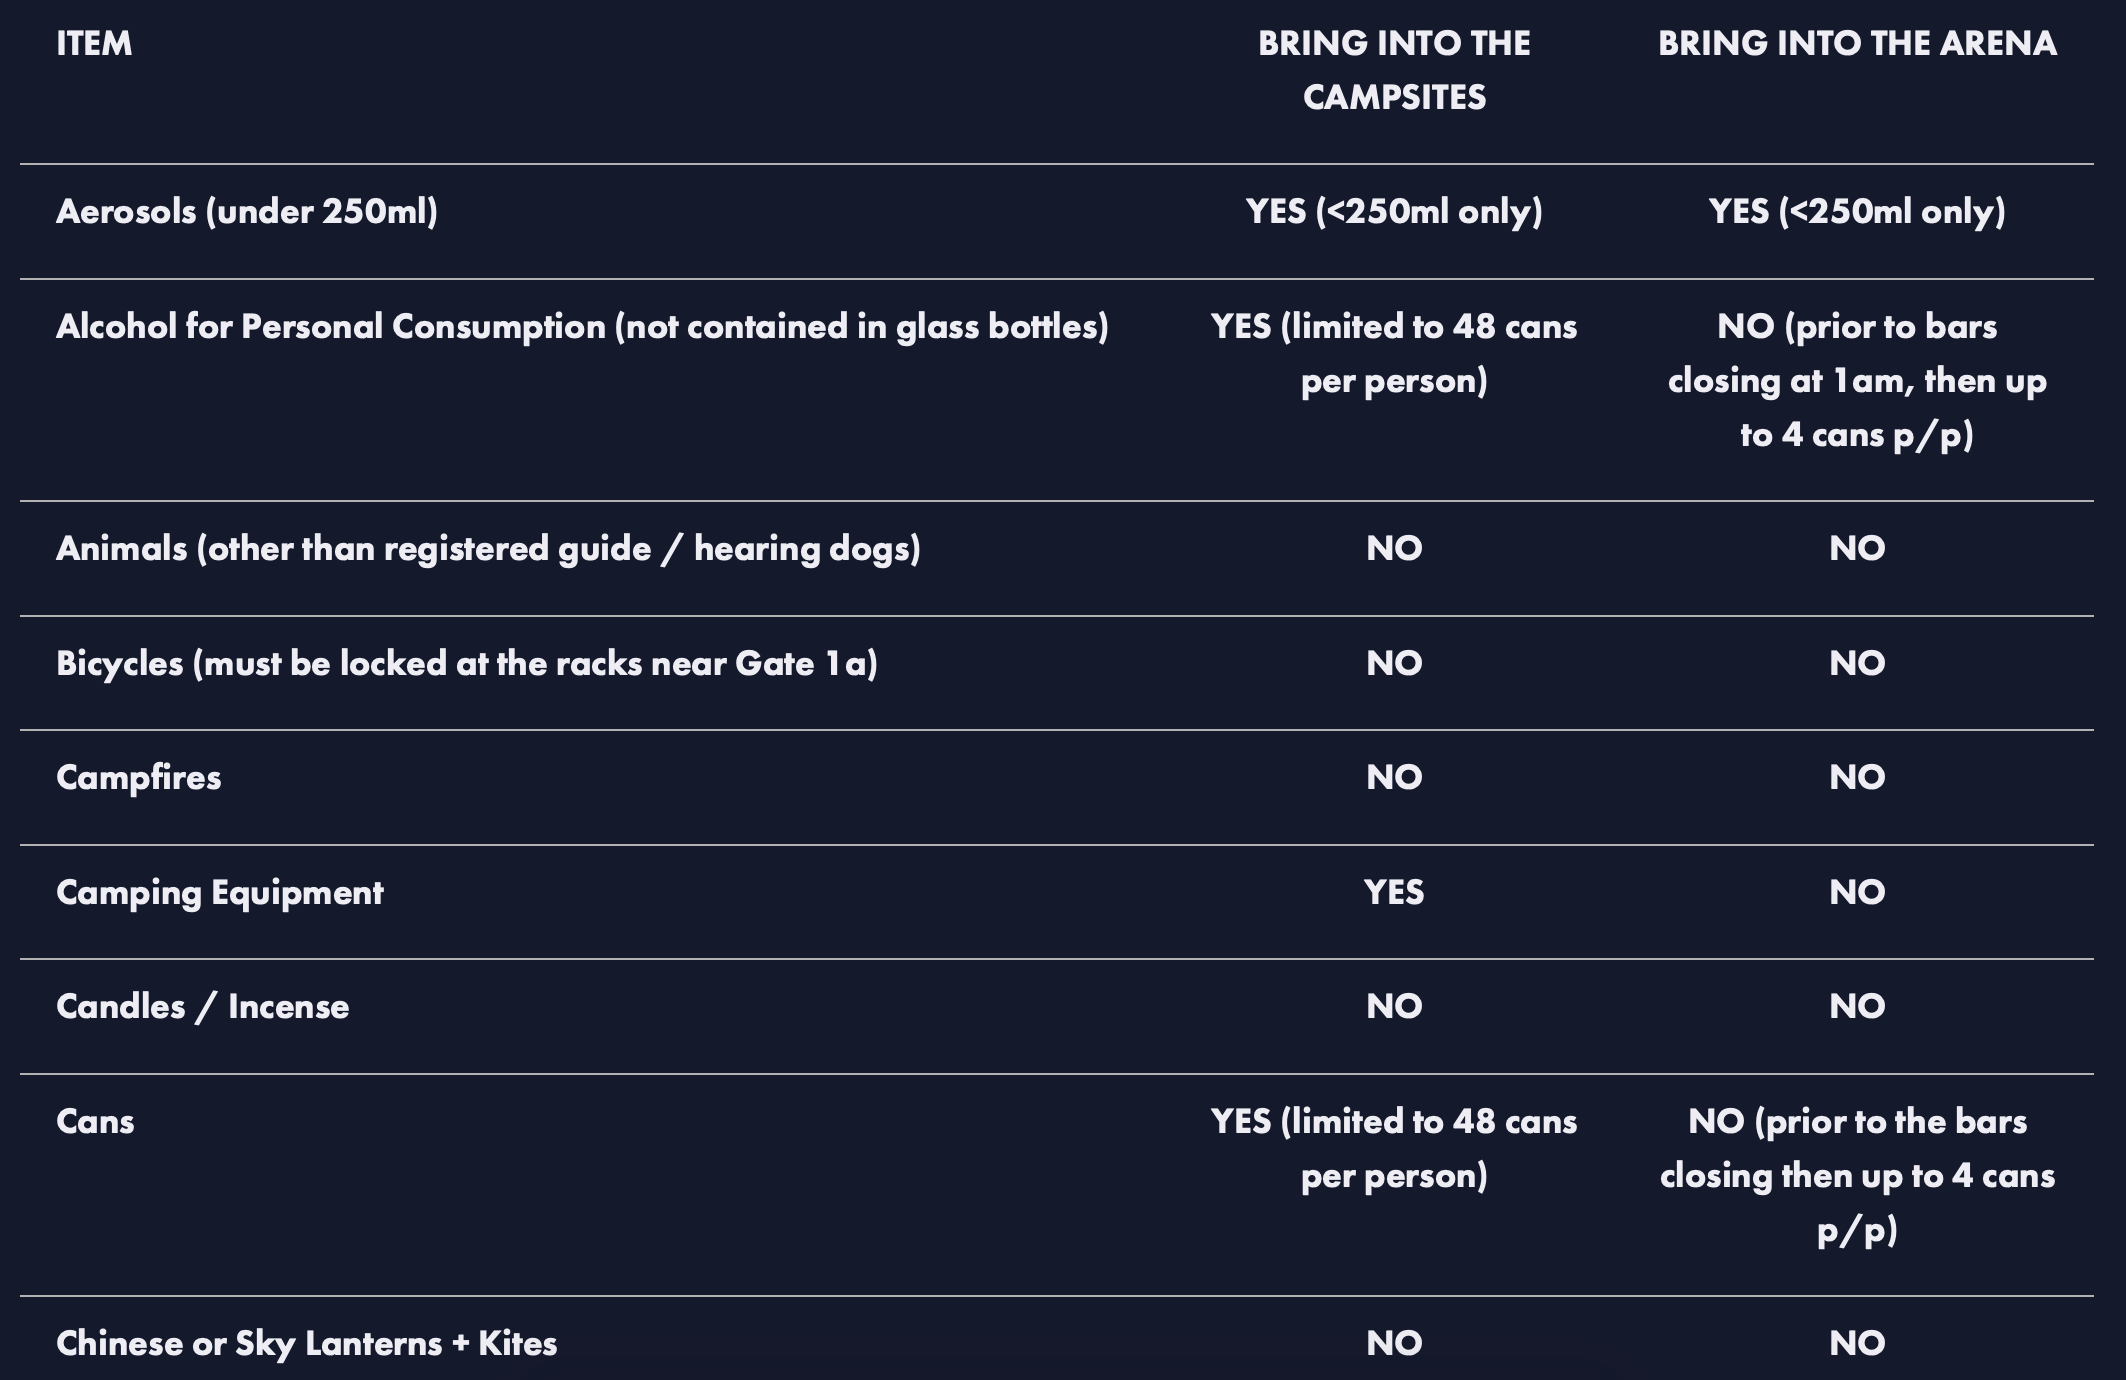 ITEM
BRING INTO THE
CAMPSITES
BRING INTO THE ARENA
Aerosols (under 250ml)
YES (<250ml only)
YES (<250ml only)
Alcohol for Personal Consumption (not contained in glass bottles)
YES (limited to 48 cans
per person)
NO (prior to bars
closing at 1am, then up
to 4 cans p/p)
Animals (other than registered guide / hearing dogs)
NO
NO
Bicycles (must be locked at the racks near Gate 1a)
NO
NO
Campfires
NO
NO
Camping Equipment
YES
NO
Candles / Incense
NO
NO
Cans
YES (limited to 48 cans
per person)
NO (prior to the bars
closing then up to 4 cans
p/p)
Chinese or Sky Lanterns + Kites
NO
NO